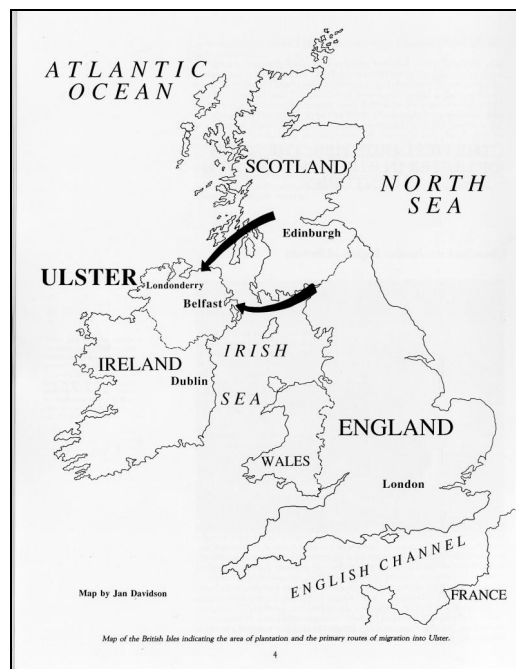 ATLANTIC
OCEAN
SCOTLAND
NORTH
SEA
Edinburgh
ULSTER
Londonderry
Belfast
IRISH
SEA
IRELAND
Dublin
ENGLAND
WALES
London
ENGLISH CHANNEL
FRANCE
Map by Jan Davidson
Map of the British Isles indicating the area of plantation and the primary routes of migration into Ulster.
4